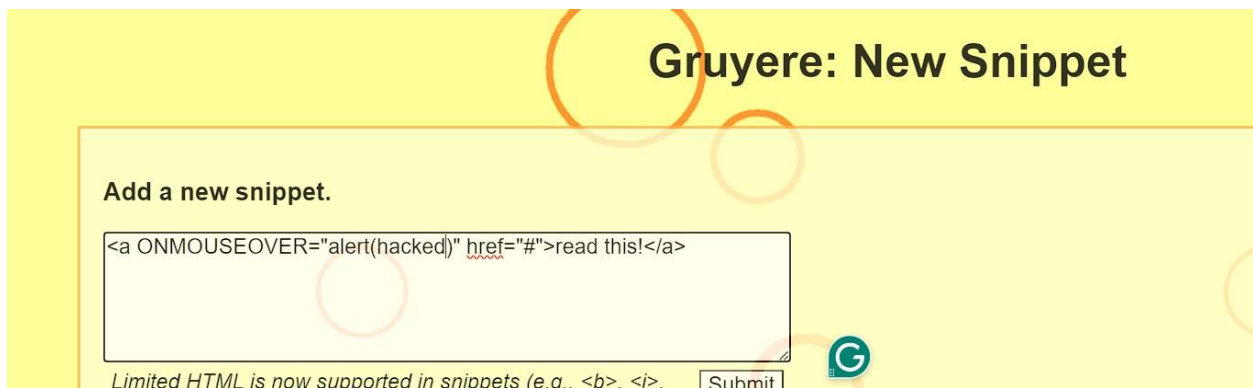 Gruyere: New Snippet
Add a new snippet.
<a ONMOUSEOVER="alert(hacked)" href="#">read this!</a>
Limited HTML is now supported in snippets (e.g., <b>, <i>,
Submit